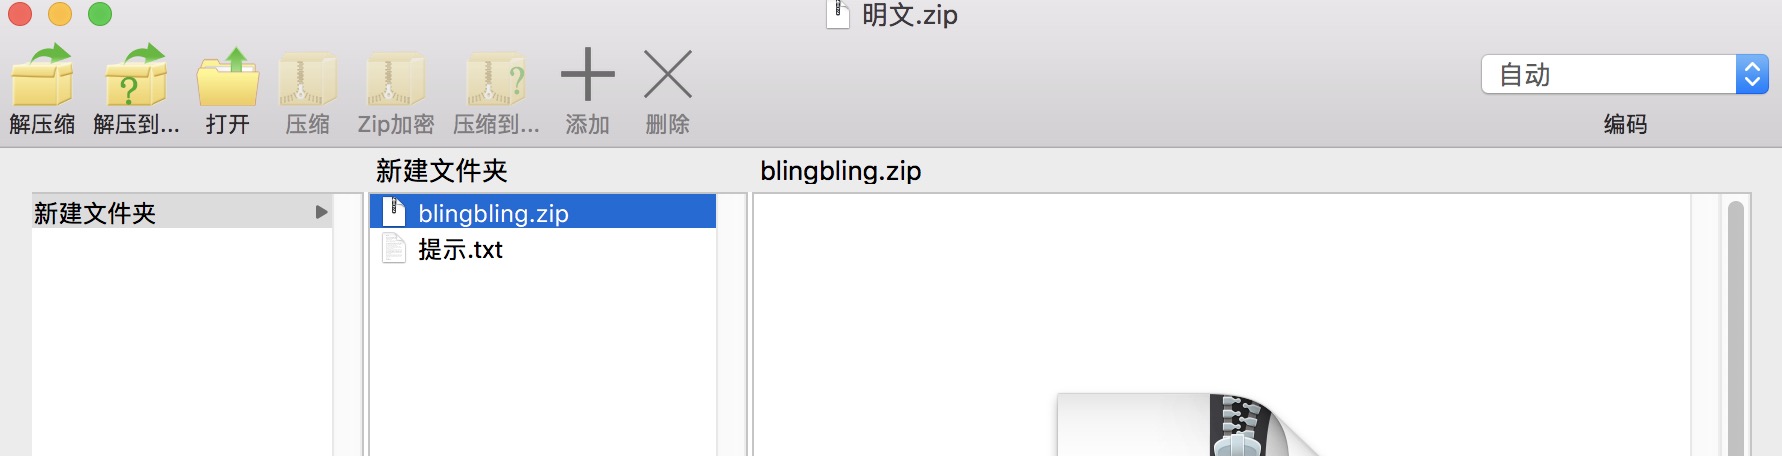 明文.zip
解压缩 解压到... 打开 压缩 Zip加密 压缩到... 添加 删除
自动
编码
新建文件夹 blingbling.zip
新建文件夹 blingbling.zip
提示.txt